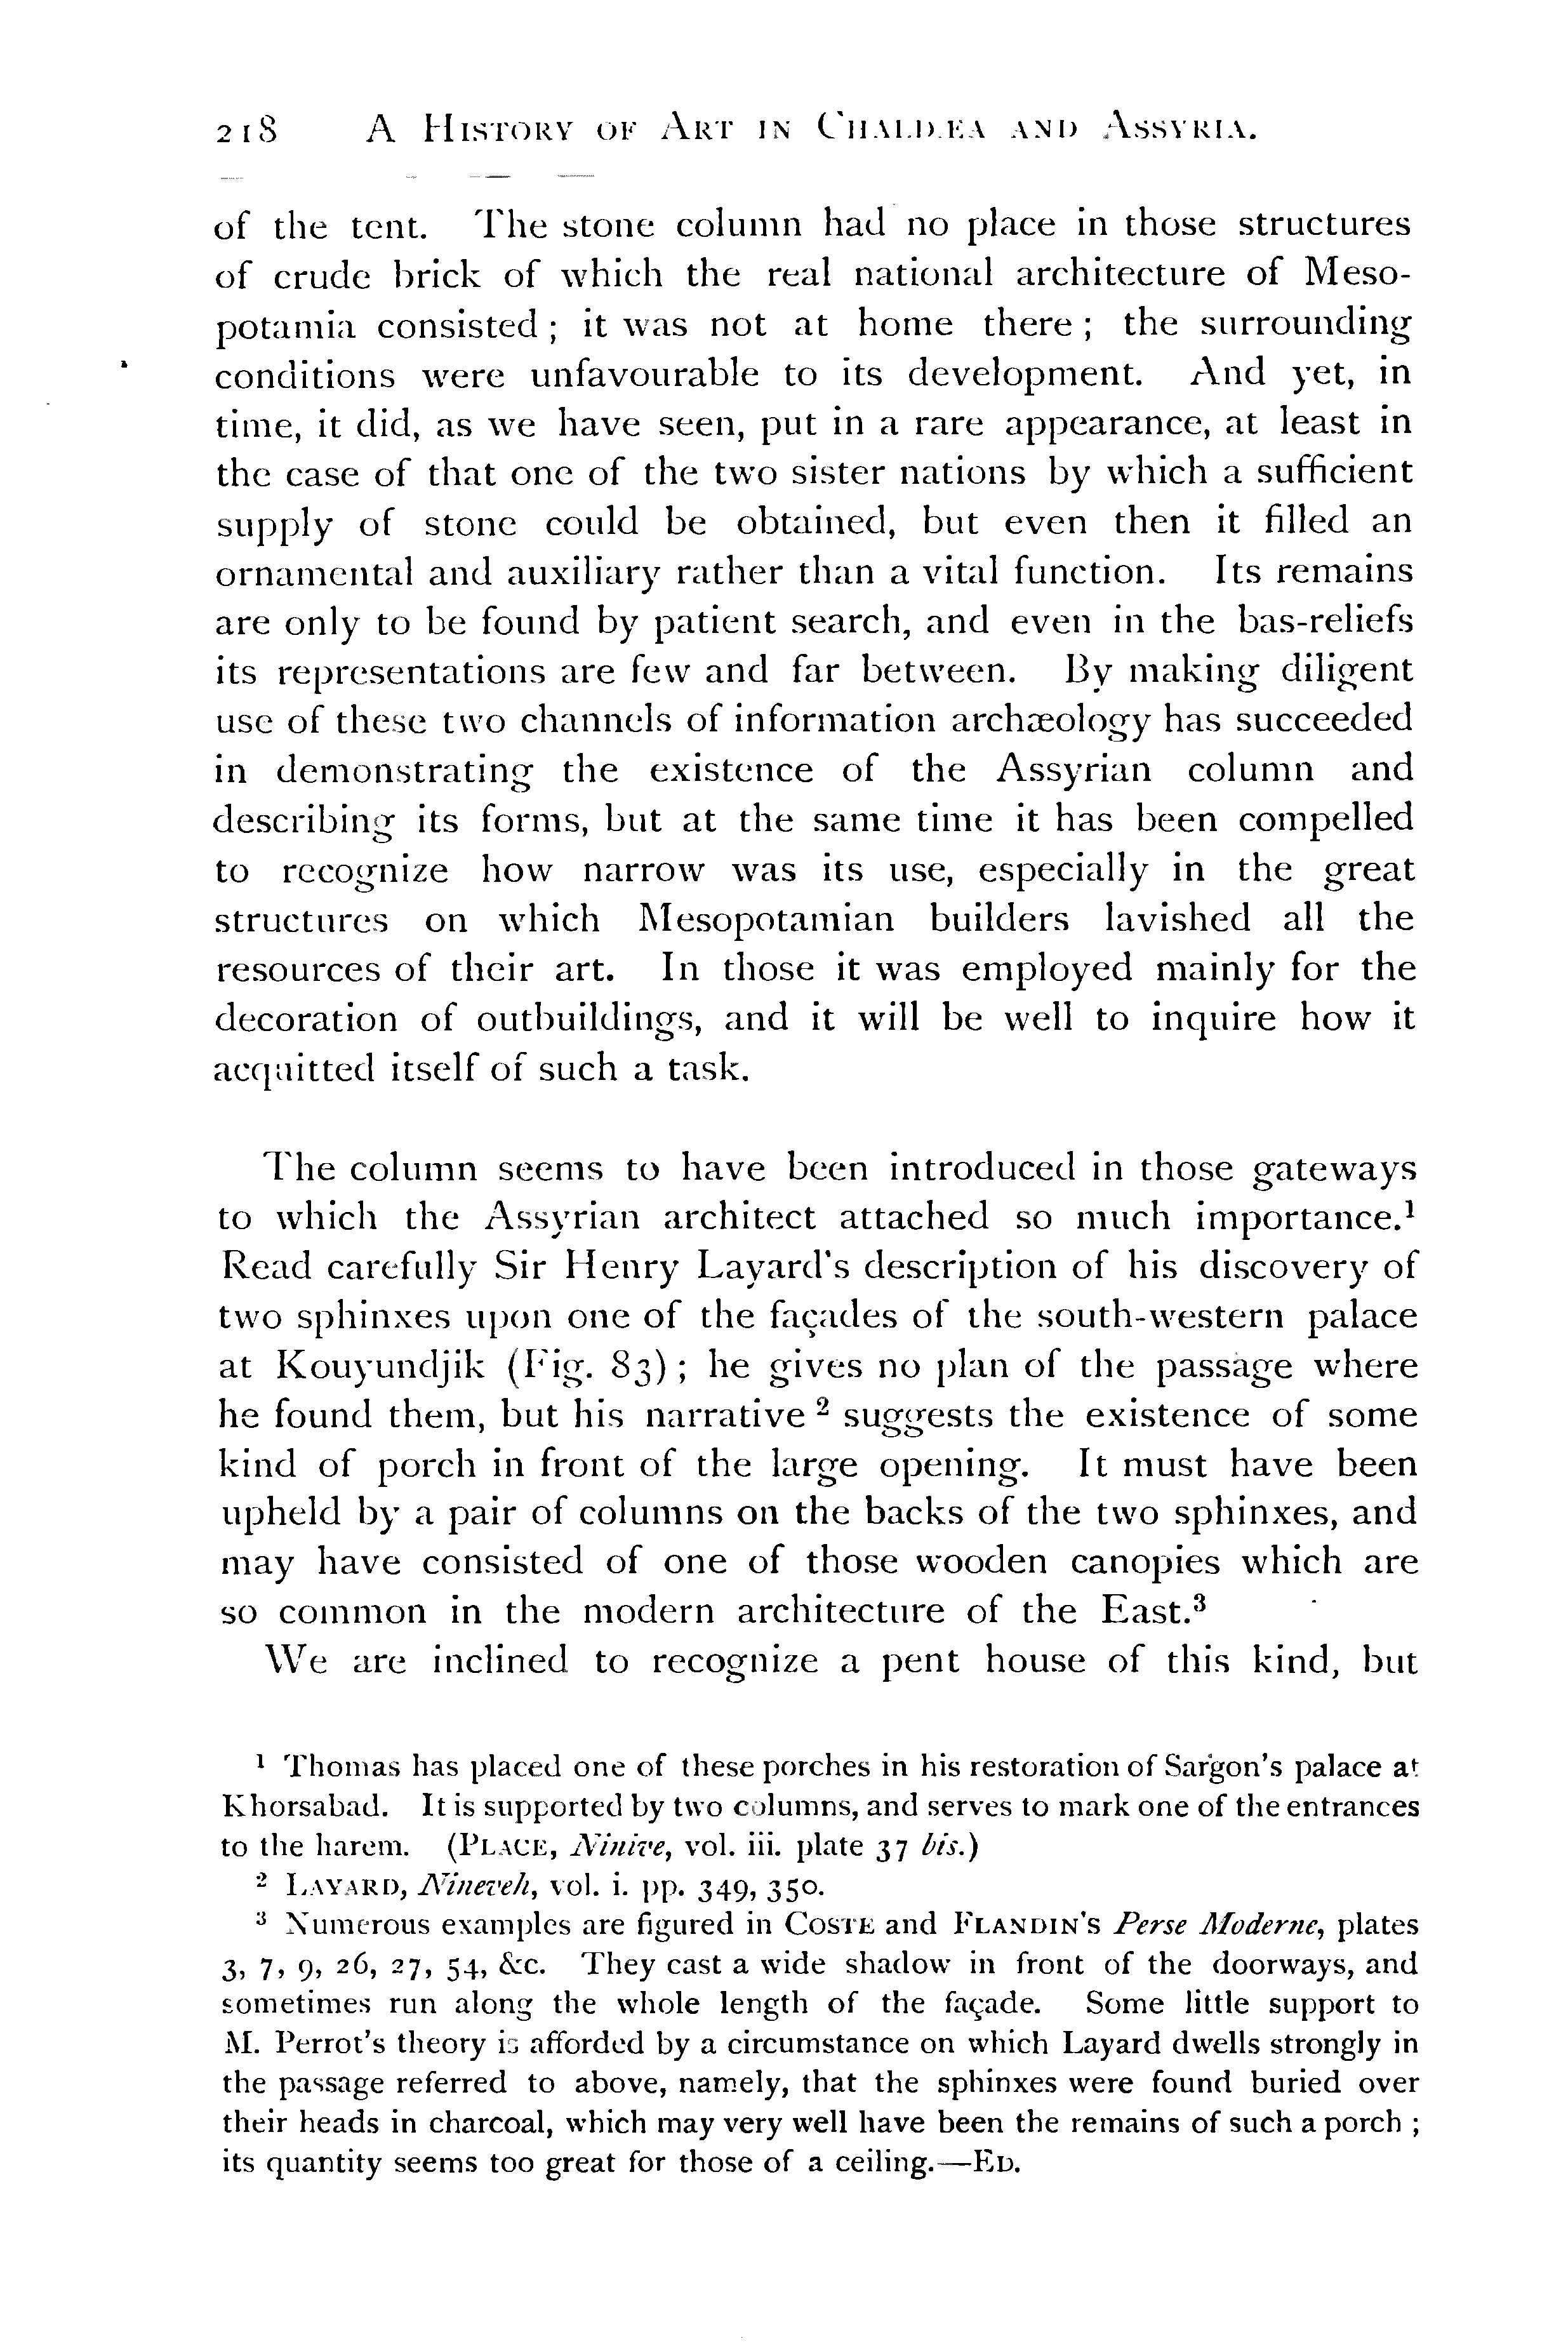 218 A History of Art in Chaldæa and Assyria.
of the tent. The stone column had no place in those structures
of crude brick of which the real national architecture of Meso-
potamia consisted ; it was not at home there ; the surrounding
conditions were unfavourable to its development. And yet, in
time, it did, as we have seen, put in a rare appearance, at least in
the case of that one of the two sister nations by which a sufficient
supply of stone could be obtained, but even then it filled an
ornamental and auxiliary rather than a vital function. Its remains
are only to be found by patient search, and even in the bas-reliefs
its representations are few and far between. By making diligent
use of these two channels of information archæology has succeeded
in demonstrating the existence of the Assyrian column and
describing its forms, but at the same time it has been compelled
to recognize how narrow was its use, especially in the great
structures on which Mesopotamian builders lavished all the
resources of their art. In those it was employed mainly for the
decoration of outbuildings, and it will be well to inquire how it
acquitted itself of such a task.
The column seems to have been introduced in those gateways
to which the Assyrian architect attached so much importance.¹
Read carefully Sir Henry Layard's description of his discovery of
two sphinxes upon one of the façades of the south-western palace
at Kouyundjik (Fig. 83) ; he gives no plan of the passage where
he found them, but his narrative ² suggests the existence of some
kind of porch in front of the large opening. It must have been
upheld by a pair of columns on the backs of the two sphinxes, and
may have consisted of one of those wooden canopies which are
so common in the modern architecture of the East.³
We are inclined to recognize a pent house of this kind, but
¹ Thomas has placed one of these porches in his restoration of Sargon's palace at
Khorsabad. It is supported by two columns, and serves to mark one of the entrances
to the harem. (Place, Ninive, vol. iii. plate 37 bis.)
² Layard, Nineveh, vol. i. pp. 349, 350.
³ Numerous examples are figured in Coste and Flandin's Perse Moderne, plates
3, 7, 9, 26, 27, 54, &c. They cast a wide shadow in front of the doorways, and
sometimes run along the whole length of the façade. Some little support to
M. Perrot's theory is afforded by a circumstance on which Layard dwells strongly in
the passage referred to above, namely, that the sphinxes were found buried over
their heads in charcoal, which may very well have been the remains of such a porch ;
its quantity seems too great for those of a ceiling.—Ed.